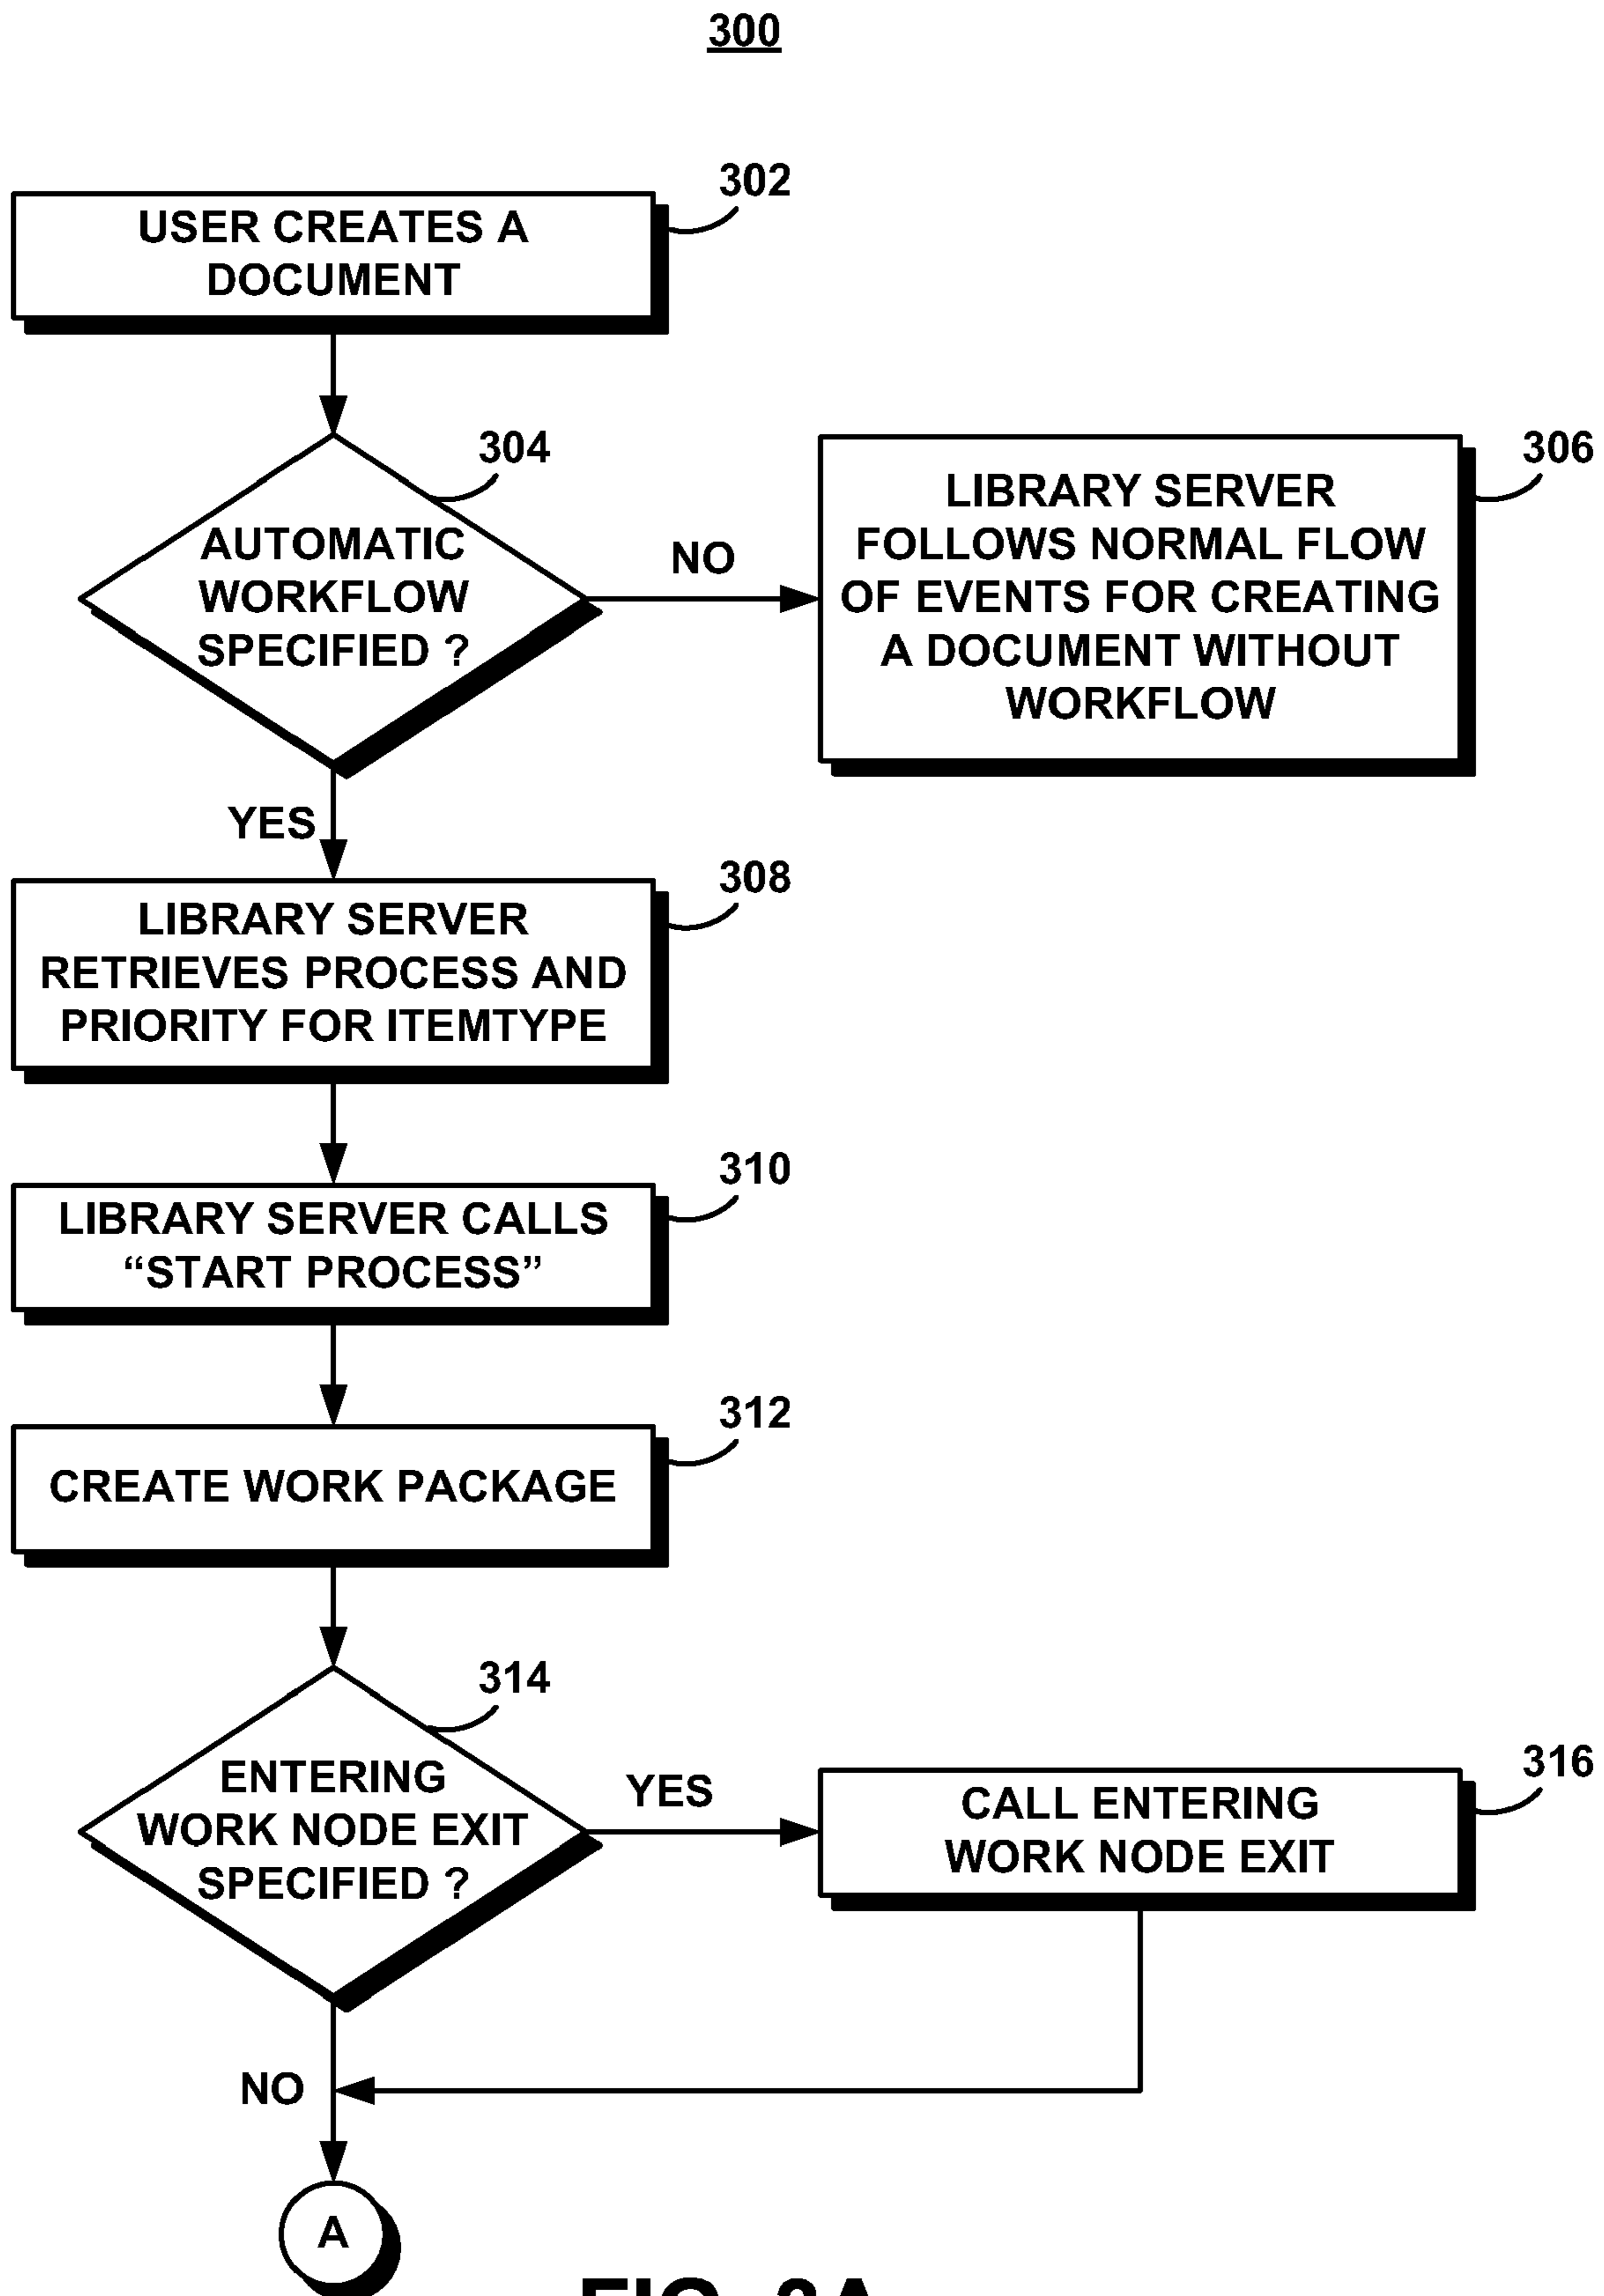 300
302
USER CREATES A
DOCUMENT
304
AUTOMATIC
WORKFLOW
SPECIFIED ?
NO
306
LIBRARY SERVER
FOLLOWS NORMAL FLOW
OF EVENTS FOR CREATING
A DOCUMENT WITHOUT
WORKFLOW
YES
308
LIBRARY SERVER
RETRIEVES PROCESS AND
PRIORITY FOR ITEMTYPE
310
LIBRARY SERVER CALLS
“START PROCESS”
312
CREATE WORK PACKAGE
314
ENTERING
WORK NODE EXIT
SPECIFIED ?
YES
316
CALL ENTERING
WORK NODE EXIT
NO
A